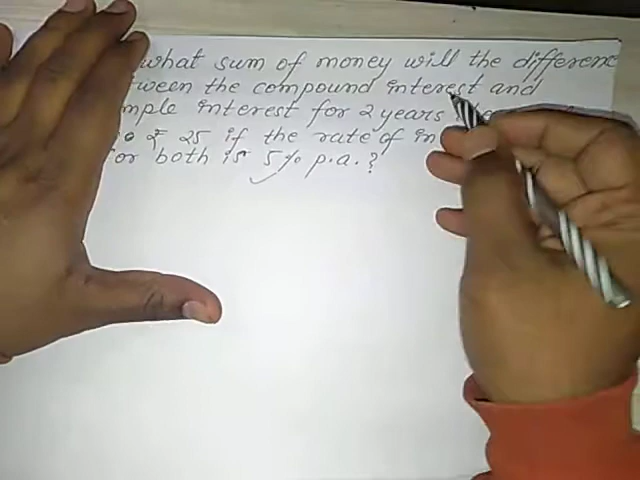 what sum of money will the differenc
tween the compound interest and
mple interest for 2 years
₹ 25 if the rate of in
or both is 5% p.a.?